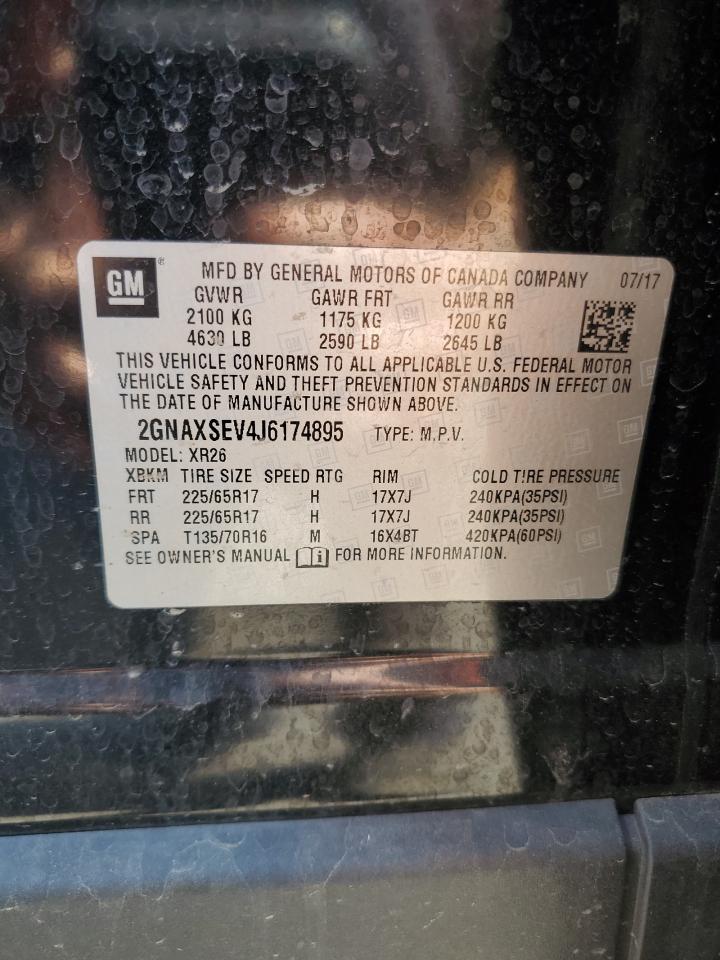 GM ® MFD BY GENERAL MOTORS OF CANADA COMPANY 07/17
GVWR GAWR FRT GAWR RR
2100 KG 1175 KG 1200 KG
4630 LB 2590 LB 2645 LB
THIS VEHICLE CONFORMS TO ALL APPLICABLE U.S. FEDERAL MOTOR
VEHICLE SAFETY AND THEFT PREVENTION STANDARDS IN EFFECT ON
THE DATE OF MANUFACTURE SHOWN ABOVE.
2GNAXSEV4J6174895 TYPE: M.P.V.
MODEL: XR26
XBKM TIRE SIZE SPEED RTG RIM COLD TIRE PRESSURE
FRT 225/65R17 H 17X7J 240KPA(35PSI)
RR 225/65R17 H 17X7J 240KPA(35PSI)
SPA T135/70R16 M 16X4BT 420KPA(60PSI)
SEE OWNER'S MANUAL i FOR MORE INFORMATION.